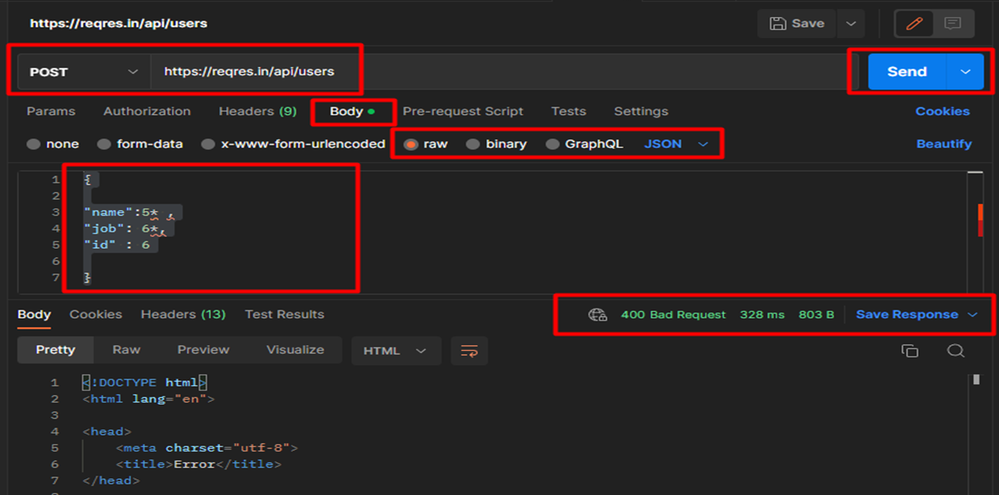 https://reqres.in/api/users
Save
POST
https://reqres.in/api/users
Send
Params Authorization Headers (9) Body Pre-request Script Tests Settings Cookies
none form-data x-www-form-urlencoded raw binary GraphQL JSON Beautify
1 {
2
3 "name":5* ,
4 "job": 6*,
5 "id" : 6
6
7 }
Body Cookies Headers (13) Test Results 400 Bad Request 328 ms 803 B Save Response
Pretty Raw Preview Visualize HTML
1 <!DOCTYPE html>
2 <html lang="en">
3
4 <head>
5 <meta charset="utf-8">
6 <title>Error</title>
7 </head>